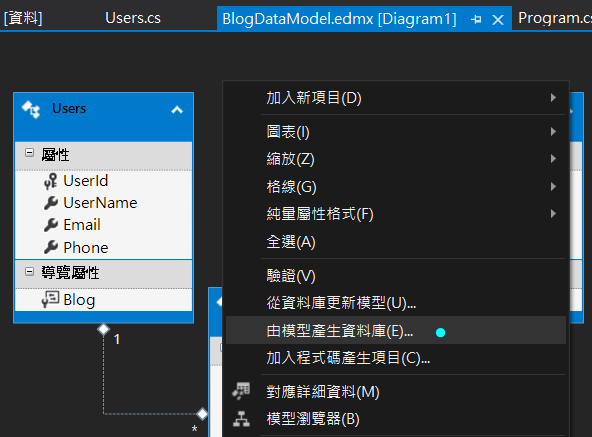 [資料]
Users.cs
BlogDataModel.edmx [Diagram1]
Program.cs
Users
屬性
UserId
UserName
Email
Phone
導覽屬性
Blog
1
*
加入新項目(D)
圖表(I)
縮放(Z)
格線(G)
純量屬性格式(F)
全選(A)
驗證(V)
從資料庫更新模型(U)...
由模型產生資料庫(E)...
加入程式碼產生項目(C)...
對應詳細資料(M)
模型瀏覽器(B)